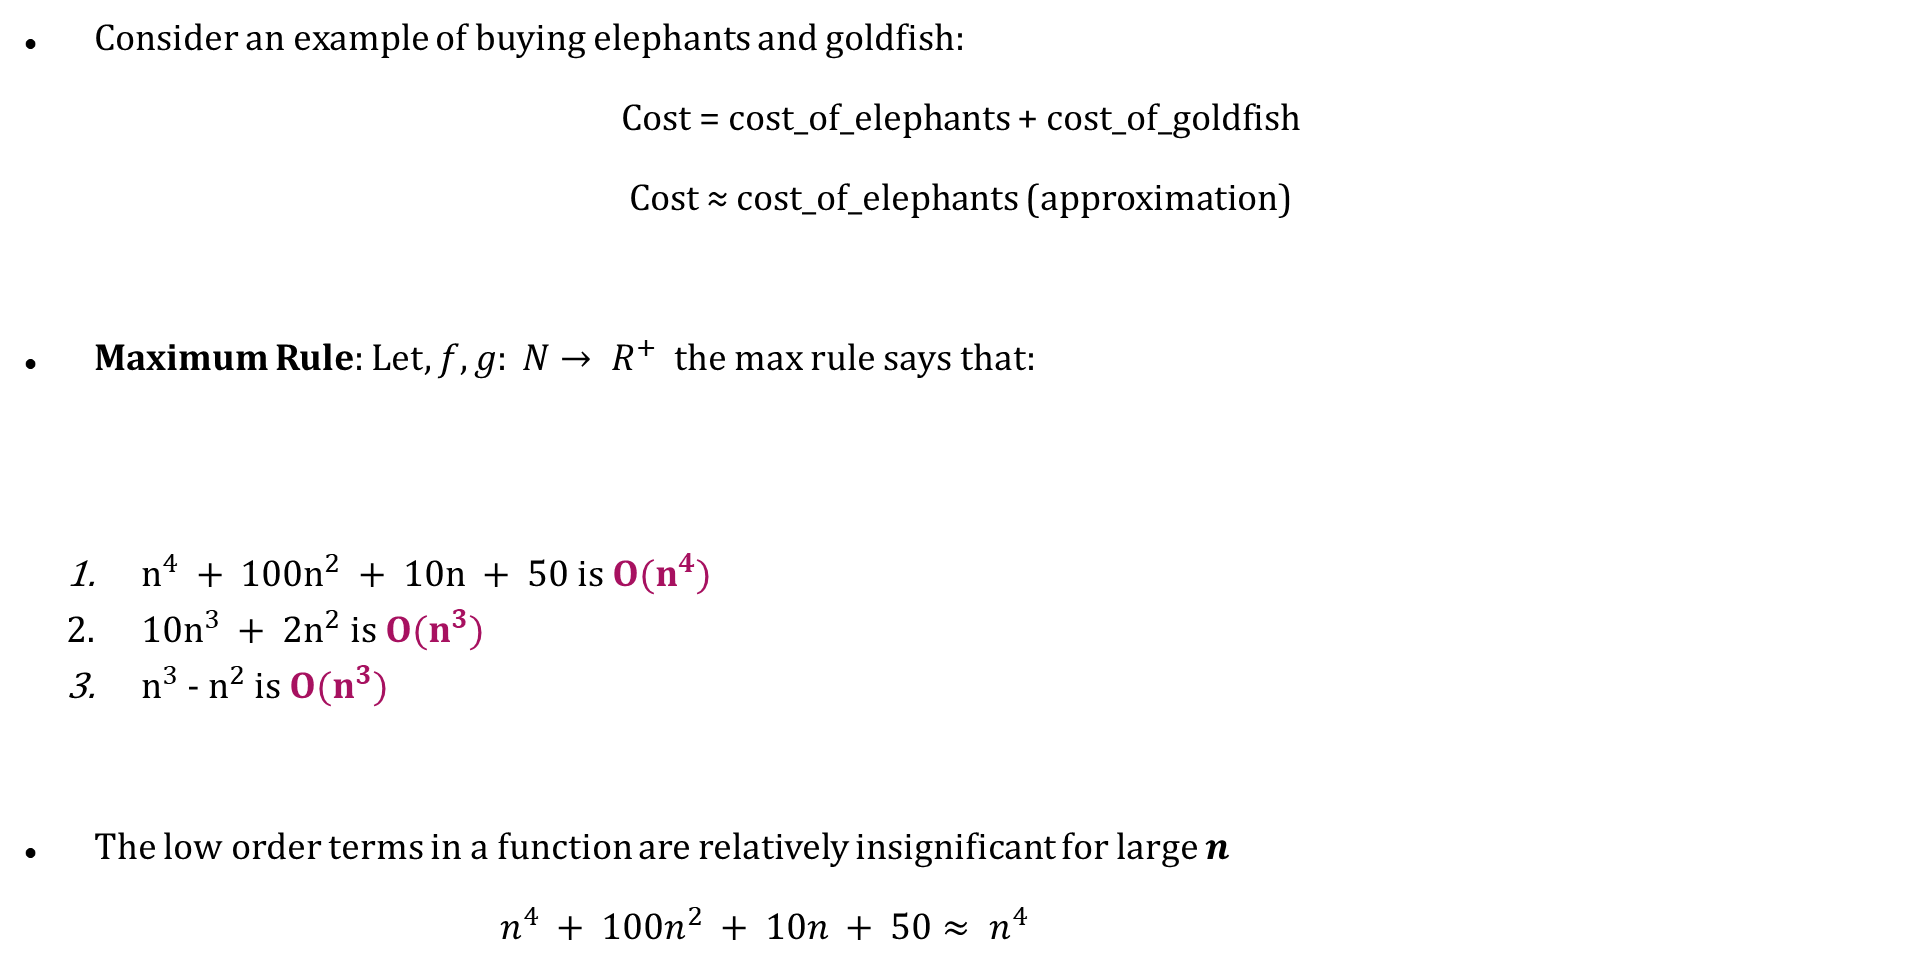 • Consider an example of buying elephants and goldfish:
Cost = cost_of_elephants + cost_of_goldfish
Cost ≈ cost_of_elephants (approximation)
• Maximum Rule: Let, f, g: N → R⁺ the max rule says that:
1. n⁴ + 100n² + 10n + 50 is O(n⁴)
2. 10n³ + 2n² is O(n³)
3. n³ - n² is O(n³)
• The low order terms in a function are relatively insignificant for large n
n⁴ + 100n² + 10n + 50 ≈ n⁴